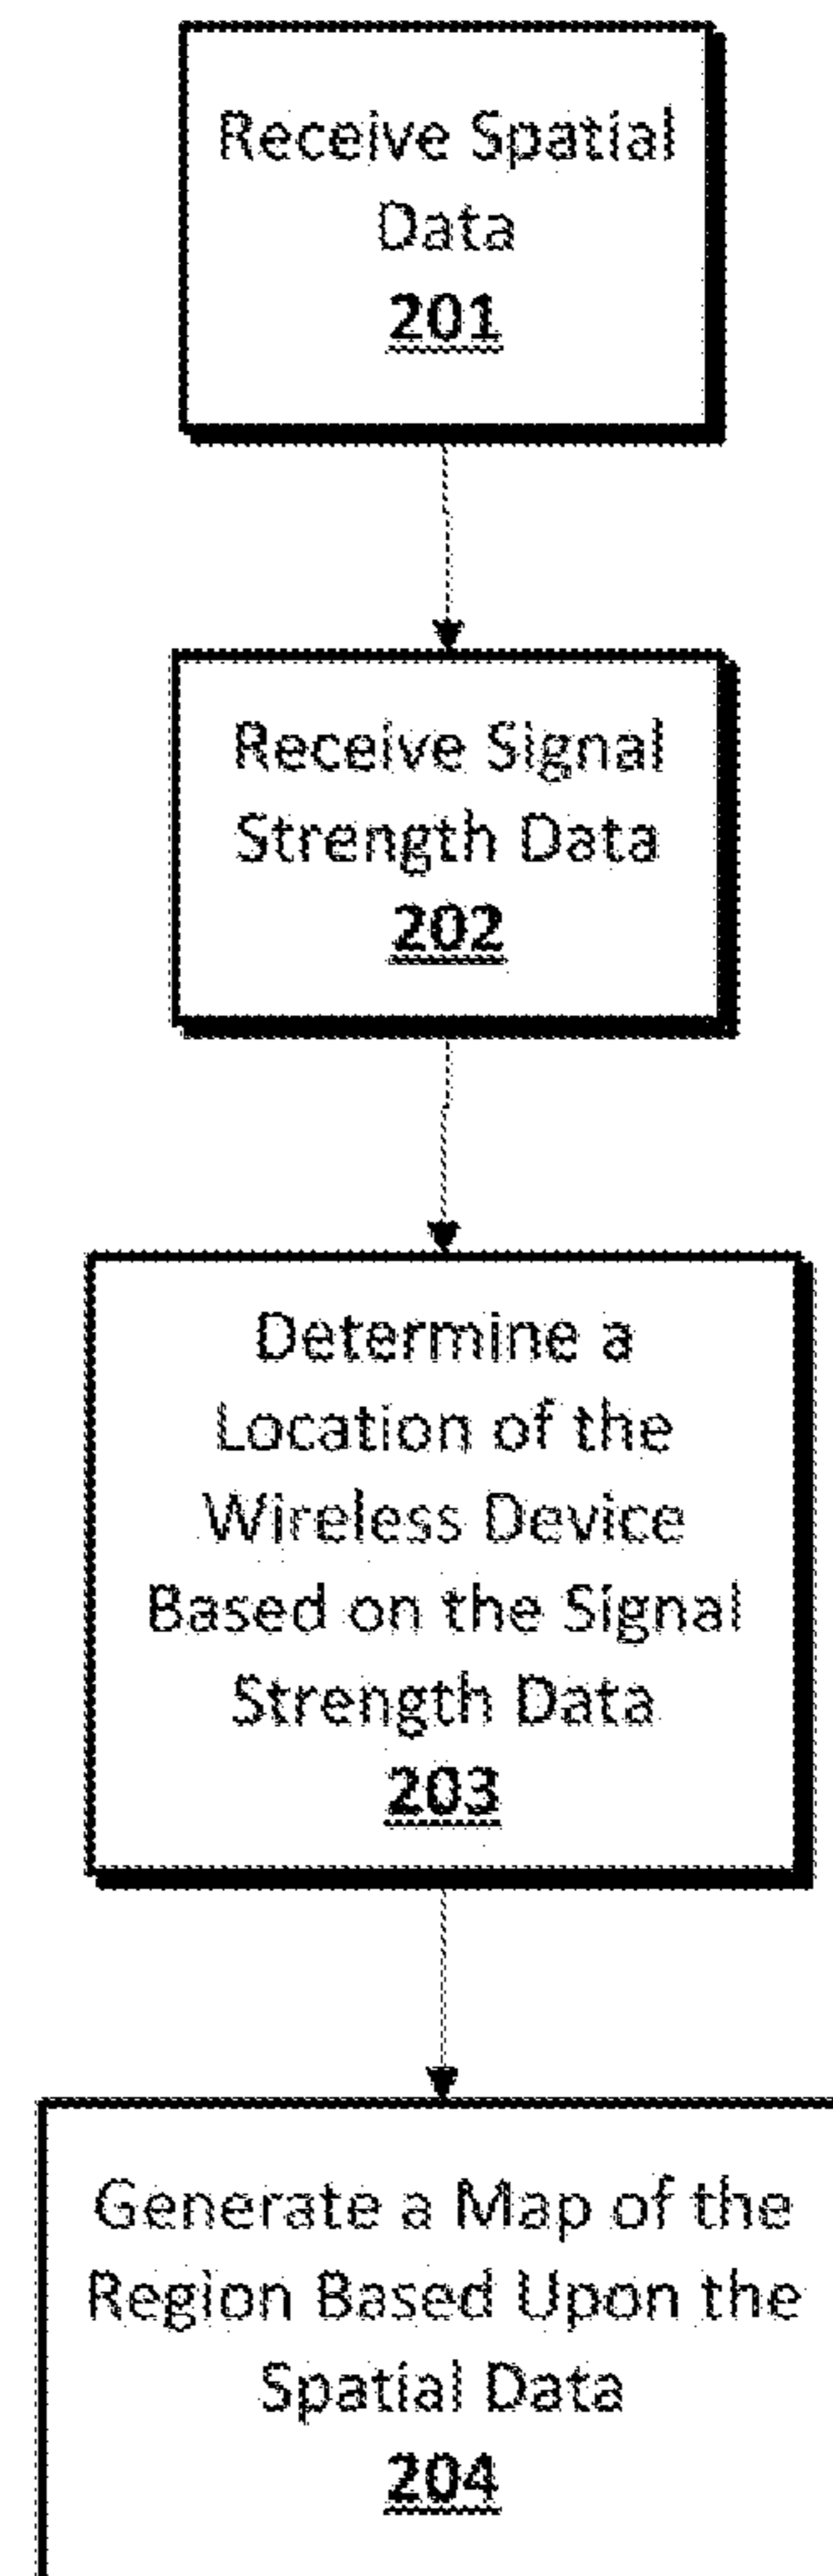 Receive Spatial
Data
201
Receive Signal
Strength Data
202
Determine a
Location of the
Wireless Device
Based on the Signal
Strength Data
203
Generate a Map of the
Region Based Upon the
Spatial Data
204